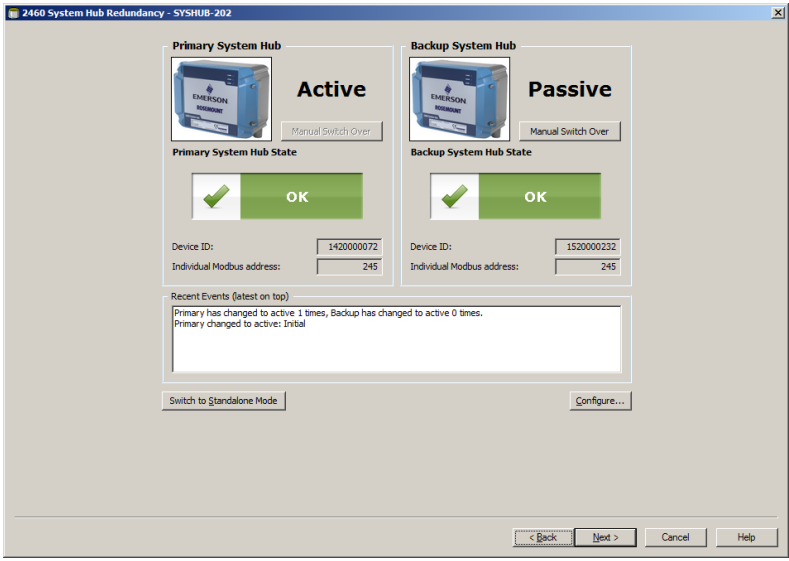 2460 System Hub Redundancy - SYSHUB-202
Primary System Hub
EMERSON
ROSEMOUNT
Active
Manual Switch Over
Primary System Hub State
OK
Device ID: 1420000072
Individual Modbus address: 245
Backup System Hub
EMERSON
ROSEMOUNT
Passive
Manual Switch Over
Backup System Hub State
OK
Device ID: 1520000232
Individual Modbus address: 245
Recent Events (latest on top)
Primary has changed to active 1 times, Backup has changed to active 0 times.
Primary changed to active: Initial
Switch to Standalone Mode
Configure...
< Back
Next >
Cancel
Help